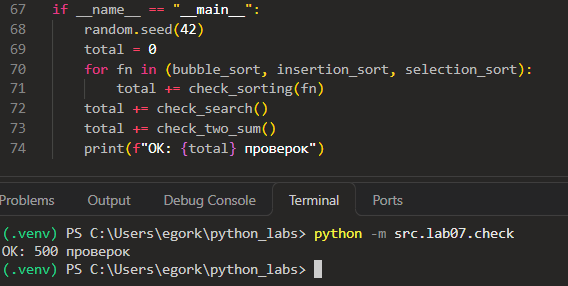 67 if __name__ == "__main__":
68     random.seed(42)
69     total = 0
70     for fn in (bubble_sort, insertion_sort, selection_sort):
71         total += check_sorting(fn)
72     total += check_search()
73     total += check_two_sum()
74     print(f"OK: {total} проверок")
Problems Output Debug Console Terminal Ports
(.venv) PS C:\Users\egork\python_labs> python -m src.lab07.check
OK: 500 проверок
(.venv) PS C:\Users\egork\python_labs>